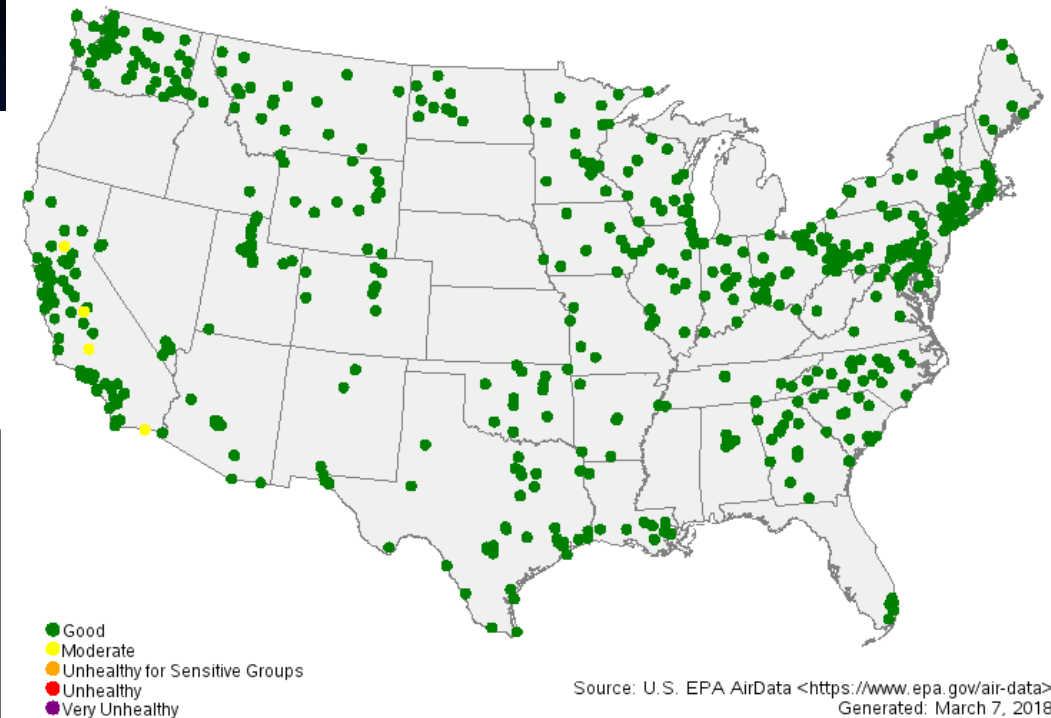 Good
Moderate
Unhealthy for Sensitive Groups
Unhealthy
Very Unhealthy
Source: U.S. EPA AirData <https://www.epa.gov/air-data>
Generated: March 7, 2018